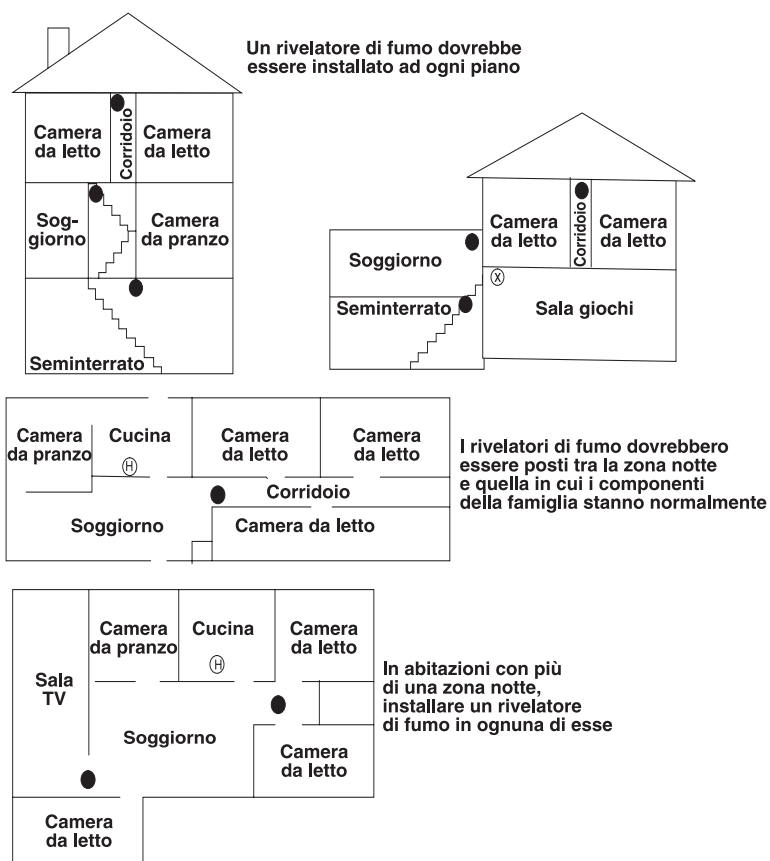 Un rivelatore di fumo dovrebbe
essere installato ad ogni piano
Camera
da letto
Corridoio
Camera
da letto
Sog-
giorno
Camera
da pranzo
Seminterrato
Camera
da letto
Corridoio
Camera
da letto
Soggiorno
X
Seminterrato
Sala giochi
Camera
da pranzo
Cucina
H
Camera
da letto
Camera
da letto
Corridoio
Soggiorno
Camera da letto
I rivelatori di fumo dovrebbero
essere posti tra la zona notte
e quella in cui i componenti
della famiglia stanno normalmente
Sala
TV
Camera
da pranzo
Cucina
H
Camera
da letto
Soggiorno
Camera
da letto
Camera
da letto
In abitazioni con più
di una zona notte,
installare un rivelatore
di fumo in ognuna di esse